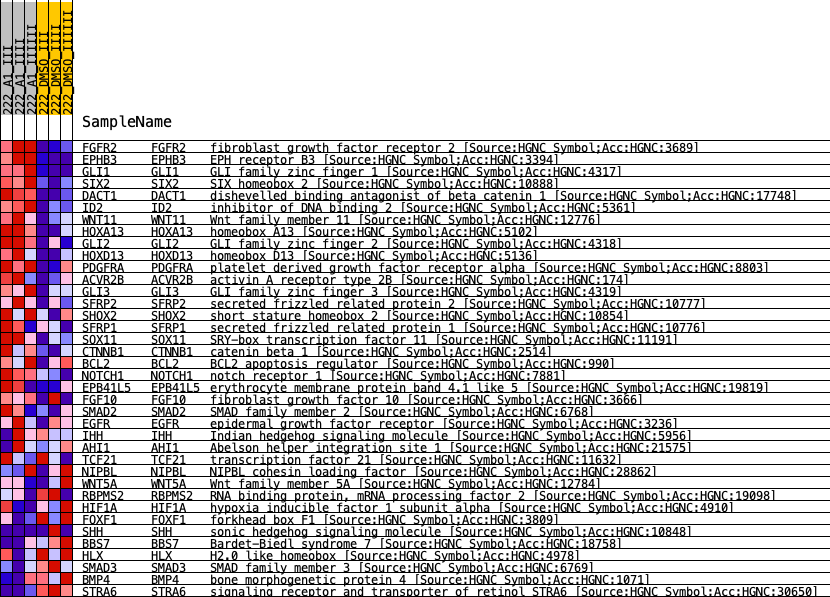 222_A1_III
222_A1_IIII
222_A1_IIIIII
222_DMSO_III
222_DMSO_IIII
222_DMSO_IIIIII
SampleName
FGFR2 FGFR2 fibroblast growth factor receptor 2 [Source:HGNC Symbol;Acc:HGNC:3689]
EPHB3 EPHB3 EPH receptor B3 [Source:HGNC Symbol;Acc:HGNC:3394]
GLI1 GLI1 GLI family zinc finger 1 [Source:HGNC Symbol;Acc:HGNC:4317]
SIX2 SIX2 SIX homeobox 2 [Source:HGNC Symbol;Acc:HGNC:10888]
DACT1 DACT1 dishevelled binding antagonist of beta catenin 1 [Source:HGNC Symbol;Acc:HGNC:17748]
ID2 ID2 inhibitor of DNA binding 2 [Source:HGNC Symbol;Acc:HGNC:5361]
WNT11 WNT11 Wnt family member 11 [Source:HGNC Symbol;Acc:HGNC:12776]
HOXA13 HOXA13 homeobox A13 [Source:HGNC Symbol;Acc:HGNC:5102]
GLI2 GLI2 GLI family zinc finger 2 [Source:HGNC Symbol;Acc:HGNC:4318]
HOXD13 HOXD13 homeobox D13 [Source:HGNC Symbol;Acc:HGNC:5136]
PDGFRA PDGFRA platelet derived growth factor receptor alpha [Source:HGNC Symbol;Acc:HGNC:8803]
ACVR2B ACVR2B activin A receptor type 2B [Source:HGNC Symbol;Acc:HGNC:174]
GLI3 GLI3 GLI family zinc finger 3 [Source:HGNC Symbol;Acc:HGNC:4319]
SFRP2 SFRP2 secreted frizzled related protein 2 [Source:HGNC Symbol;Acc:HGNC:10777]
SHOX2 SHOX2 short stature homeobox 2 [Source:HGNC Symbol;Acc:HGNC:10854]
SFRP1 SFRP1 secreted frizzled related protein 1 [Source:HGNC Symbol;Acc:HGNC:10776]
SOX11 SOX11 SRY-box transcription factor 11 [Source:HGNC Symbol;Acc:HGNC:11191]
CTNNB1 CTNNB1 catenin beta 1 [Source:HGNC Symbol;Acc:HGNC:2514]
BCL2 BCL2 BCL2 apoptosis regulator [Source:HGNC Symbol;Acc:HGNC:990]
NOTCH1 NOTCH1 notch receptor 1 [Source:HGNC Symbol;Acc:HGNC:7881]
EPB41L5 EPB41L5 erythrocyte membrane protein band 4.1 like 5 [Source:HGNC Symbol;Acc:HGNC:19819]
FGF10 FGF10 fibroblast growth factor 10 [Source:HGNC Symbol;Acc:HGNC:3666]
SMAD2 SMAD2 SMAD family member 2 [Source:HGNC Symbol;Acc:HGNC:6768]
EGFR EGFR epidermal growth factor receptor [Source:HGNC Symbol;Acc:HGNC:3236]
IHH IHH Indian hedgehog signaling molecule [Source:HGNC Symbol;Acc:HGNC:5956]
AHI1 AHI1 Abelson helper integration site 1 [Source:HGNC Symbol;Acc:HGNC:21575]
TCF21 TCF21 transcription factor 21 [Source:HGNC Symbol;Acc:HGNC:11632]
NIPBL NIPBL NIPBL cohesin loading factor [Source:HGNC Symbol;Acc:HGNC:28862]
WNT5A WNT5A Wnt family member 5A [Source:HGNC Symbol;Acc:HGNC:12784]
RBPMS2 RBPMS2 RNA binding protein, mRNA processing factor 2 [Source:HGNC Symbol;Acc:HGNC:19098]
HIF1A HIF1A hypoxia inducible factor 1 subunit alpha [Source:HGNC Symbol;Acc:HGNC:4910]
FOXF1 FOXF1 forkhead box F1 [Source:HGNC Symbol;Acc:HGNC:3809]
SHH SHH sonic hedgehog signaling molecule [Source:HGNC Symbol;Acc:HGNC:10848]
BBS7 BBS7 Bardet-Biedl syndrome 7 [Source:HGNC Symbol;Acc:HGNC:18758]
HLX HLX H2.0 like homeobox [Source:HGNC Symbol;Acc:HGNC:4978]
SMAD3 SMAD3 SMAD family member 3 [Source:HGNC Symbol;Acc:HGNC:6769]
BMP4 BMP4 bone morphogenetic protein 4 [Source:HGNC Symbol;Acc:HGNC:1071]
STRA6 STRA6 signaling receptor and transporter of retinol STRA6 [Source:HGNC Symbol;Acc:HGNC:30650]